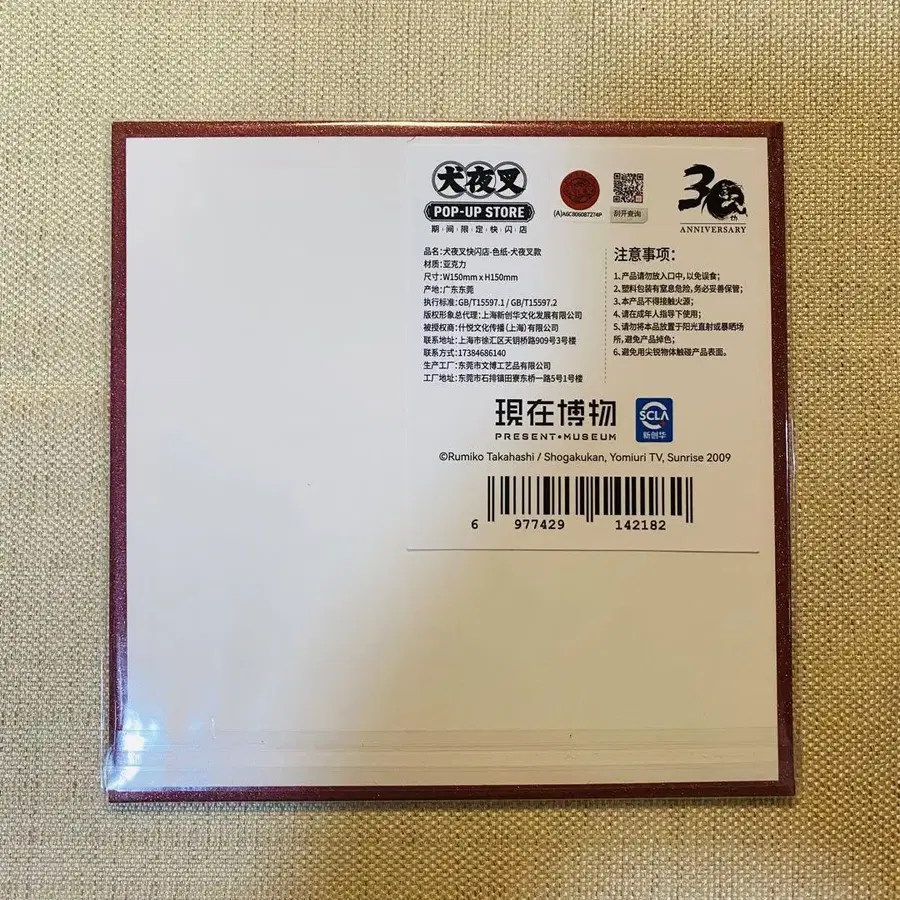 犬夜叉
POP-UP STORE
期·间·限·定·快·闪·店
(A)A6C806087274P
刮开查询
30
ANNIVERSARY
品名:犬夜叉快闪店-色纸-犬夜叉款
材质:亚克力
尺寸:W150mm x H150mm
产地:广东东莞
执行标准:GB/T15597.1 / GB/T15597.2
版权形象总代理:上海新创华文化发展有限公司
被授权商:什悦文化传播(上海)有限公司
联系地址:上海市徐汇区天钥桥路909号3号楼
联系方式:17384686140
生产工厂:东莞市文博工艺品有限公司
工厂地址:东莞市石排镇田寮东桥一路5号1号楼
注意事项:
1、产品请勿放入口中,以免误食;
2、塑料包装有窒息危险,务必妥善保管;
3、本产品不得接触火源;
4、请在成年人指导下使用;
5、请勿将本品放置于阳光直射或暴晒场
所,避免产品掉色;
6、避免用尖锐物体触碰产品表面。
現在博物
PRESENT·MUSEUM
SCLA
新创华
©Rumiko Takahashi / Shogakukan, Yomiuri TV, Sunrise 2009
6 977429 142182